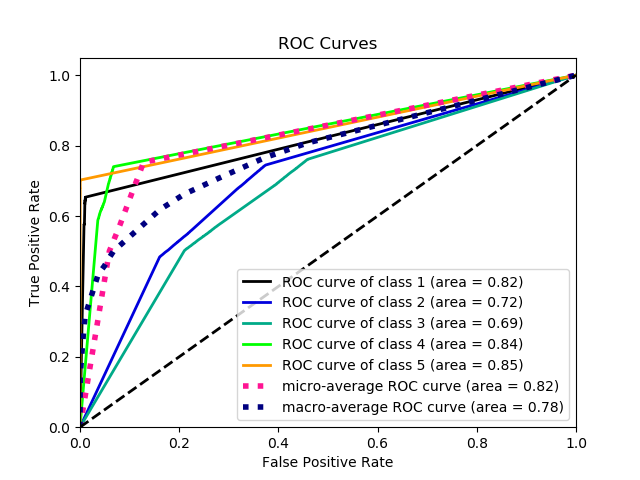 ROC Curves
True Positive Rate
1.0
0.8
0.6
0.4
0.2
0.0
ROC curve of class 1 (area = 0.82)
ROC curve of class 2 (area = 0.72)
ROC curve of class 3 (area = 0.69)
ROC curve of class 4 (area = 0.84)
ROC curve of class 5 (area = 0.85)
micro-average ROC curve (area = 0.82)
macro-average ROC curve (area = 0.78)
0.0 0.2 0.4 0.6 0.8 1.0
False Positive Rate